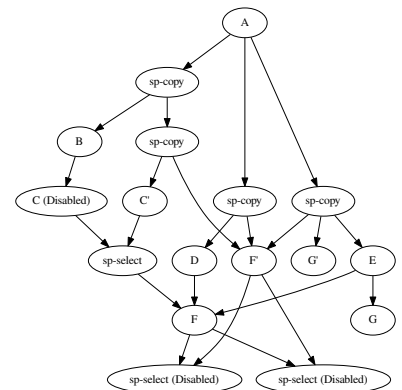 A
sp-copy
B
sp-copy
C (Disabled)
C'
sp-copy
sp-copy
sp-select
D
F'
G'
E
F
G
sp-select (Disabled)
sp-select (Disabled)